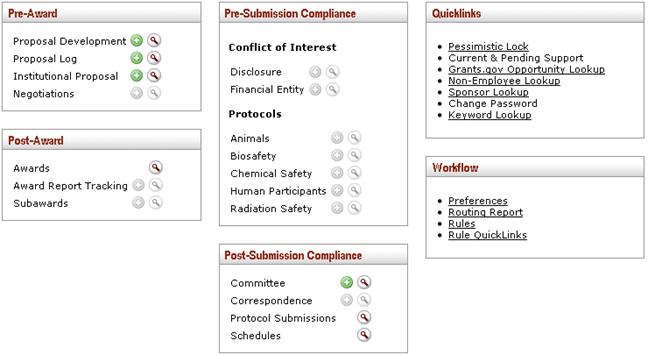 Pre-Award
Proposal Development
Proposal Log
Institutional Proposal
Negotiations
Post-Award
Awards
Award Report Tracking
Subawards
Pre-Submission Compliance
Conflict of Interest
Disclosure
Financial Entity
Protocols
Animals
Biosafety
Chemical Safety
Human Participants
Radiation Safety
Post-Submission Compliance
Committee
Correspondence
Protocol Submissions
Schedules
Quicklinks
Pessimistic Lock
Current & Pending Support
Grants.gov Opportunity Lookup
Non-Employee Lookup
Sponsor Lookup
Change Password
Keyword Lookup
Workflow
Preferences
Routing Report
Rules
Rule QuickLinks